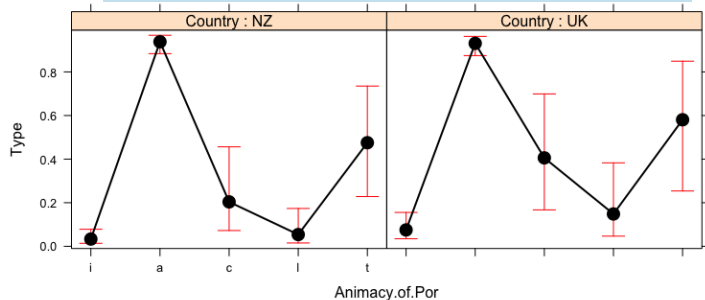 Country : NZ
Country : UK
0.8
0.6
0.4
0.2
0.0
Type
i a c l t
Animacy.of.Por